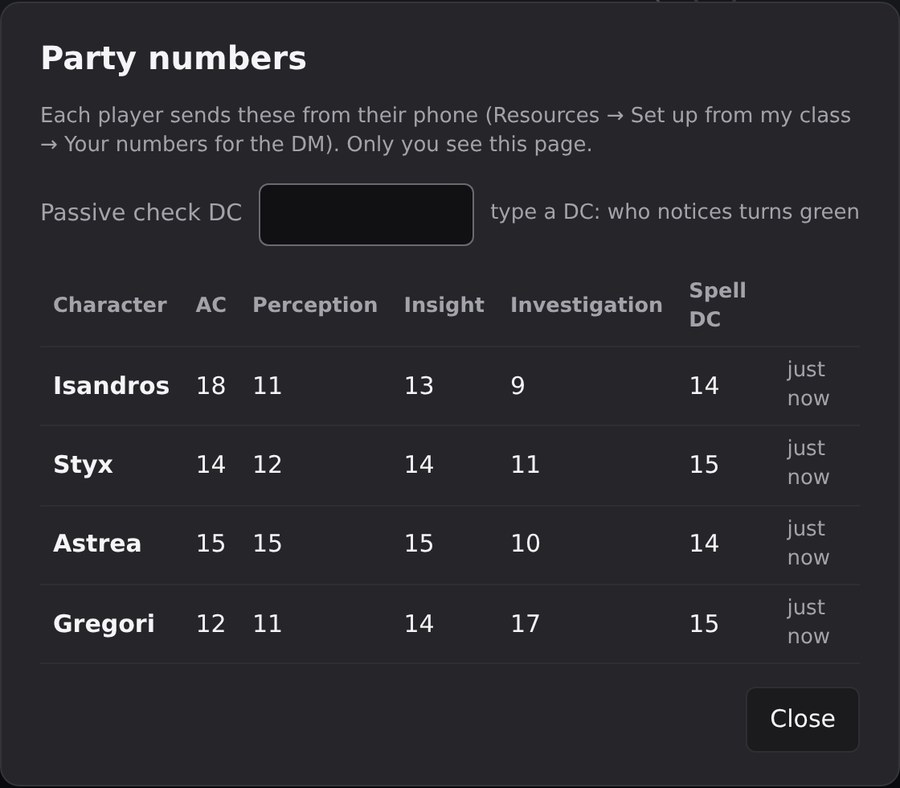 Party numbers
Each player sends these from their phone (Resources → Set up from my class
→ Your numbers for the DM). Only you see this page.
Passive check DC type a DC: who notices turns green
Character AC Perception Insight Investigation Spell DC
Isandros 18 11 13 9 14 just now
Styx 14 12 14 11 15 just now
Astrea 15 15 15 10 14 just now
Gregori 12 11 14 17 15 just now
Close